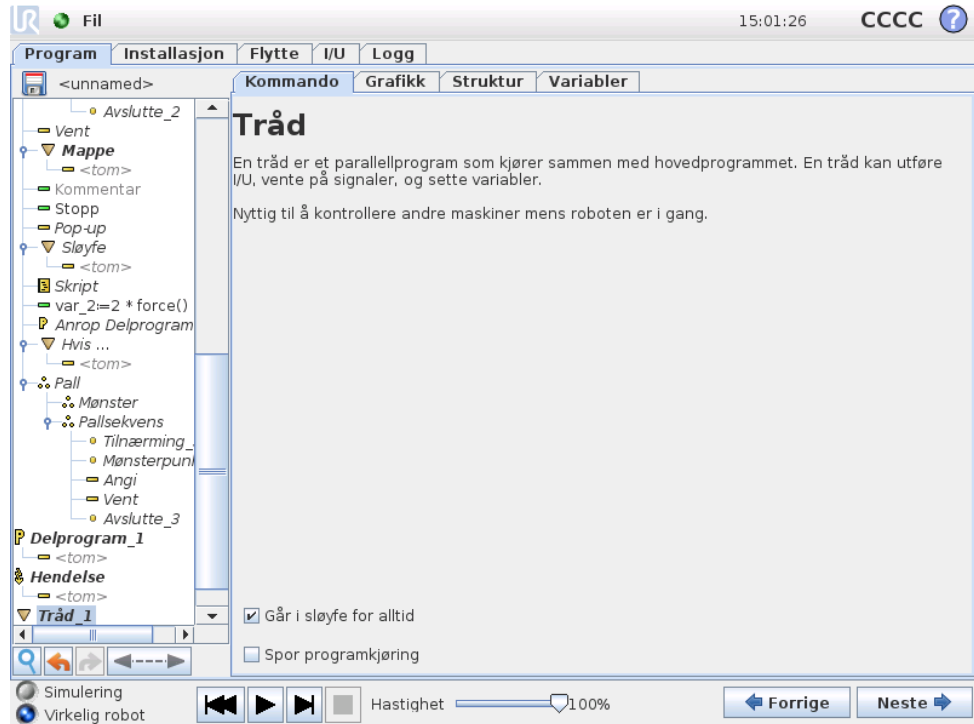 UR Fil 15:01:26 CCCC ?
Program Installasjon Flytte I/U Logg
<unnamed>
Kommando Grafikk Struktur Variabler
Avslutte_2
Vent
Mappe
<tom>
Kommentar
Stopp
Pop-up
Sløyfe
<tom>
Skript
var_2≔2 * force()
P Anrop Delprogram
Hvis ...
<tom>
Pall
Mønster
Pallsekvens
Tilnærming_
Mønsterpun
Angi
Vent
Avslutte_3
P Delprogram_1
<tom>
Hendelse
<tom>
Tråd_1
Tråd
En tråd er et parallellprogram som kjører sammen med hovedprogrammet. En tråd kan utføre
I/U, vente på signaler, og sette variabler.
Nyttig til å kontrollere andre maskiner mens roboten er i gang.
Går i sløyfe for alltid
Spor programkjøring
Simulering
Virkelig robot
Hastighet 100%
Forrige Neste